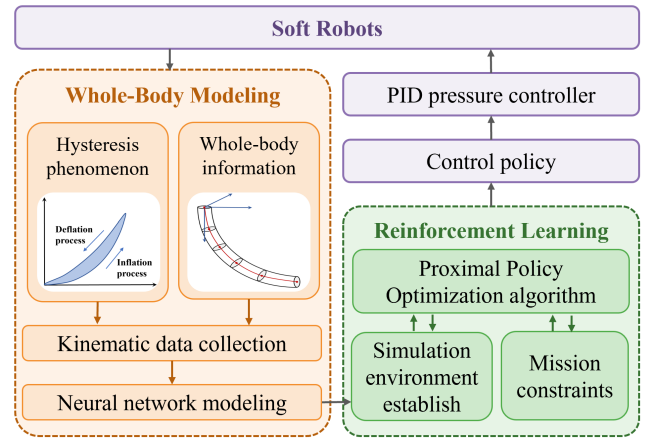 Soft Robots
Whole-Body Modeling
Hysteresis
phenomenon
Deflation
process
Inflation
process
Whole-body
information
Kinematic data collection
Neural network modeling
PID pressure controller
Control policy
Reinforcement Learning
Proximal Policy
Optimization algorithm
Simulation
environment
establish
Mission
constraints